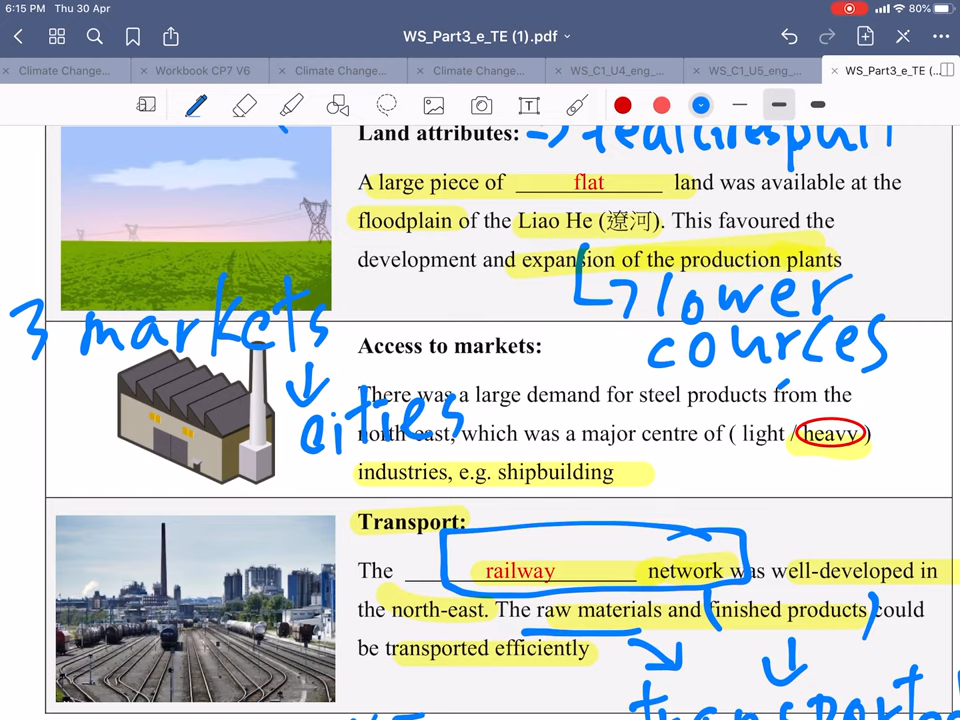 6:15 PM Thu 30 Apr
80%
WS_Part3_e_TE (1).pdf
Climate Change...
Workbook CP7 V6
Climate Change...
Climate Change...
WS_C1_U4_eng_...
WS_C1_U5_eng_...
WS_Part3_e_TE (...
T
Land attributes:
A large piece of flat land was available at the
floodplain of the Liao He (遼河). This favoured the
development and expansion of the production plants
lower
cources
3 markets
cities
Access to markets:
There was a large demand for steel products from the
north-east, which was a major centre of ( light / heavy )
industries, e.g. shipbuilding
Transport:
The railway network was well-developed in
the north-east. The raw materials and finished products could
be transported efficiently